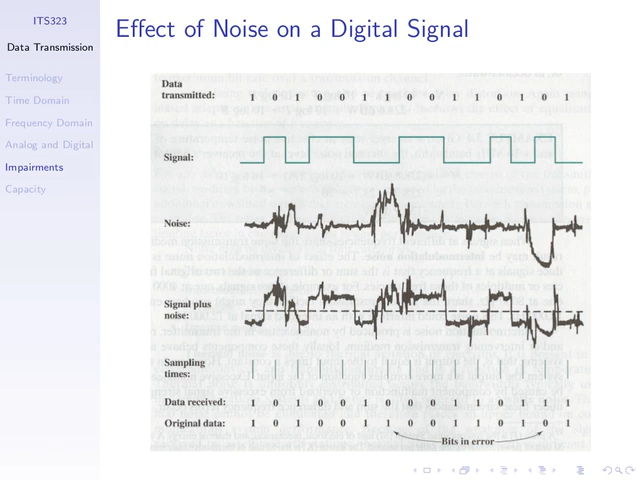 ITS323
Data Transmission
Terminology
Time Domain
Frequency Domain
Analog and Digital
Impairments
Capacity
Effect of Noise on a Digital Signal
Data
transmitted: 1 0 1 0 0 1 1 0 0 1 1 0 1 0 1
Signal:
Noise:
Signal plus
noise:
Sampling
times:
Data received: 1 0 1 0 0 1 0 0 0 1 1 0 1 1 1
Original data: 1 0 1 0 0 1 1 0 0 1 1 0 1 0 1
Bits in error